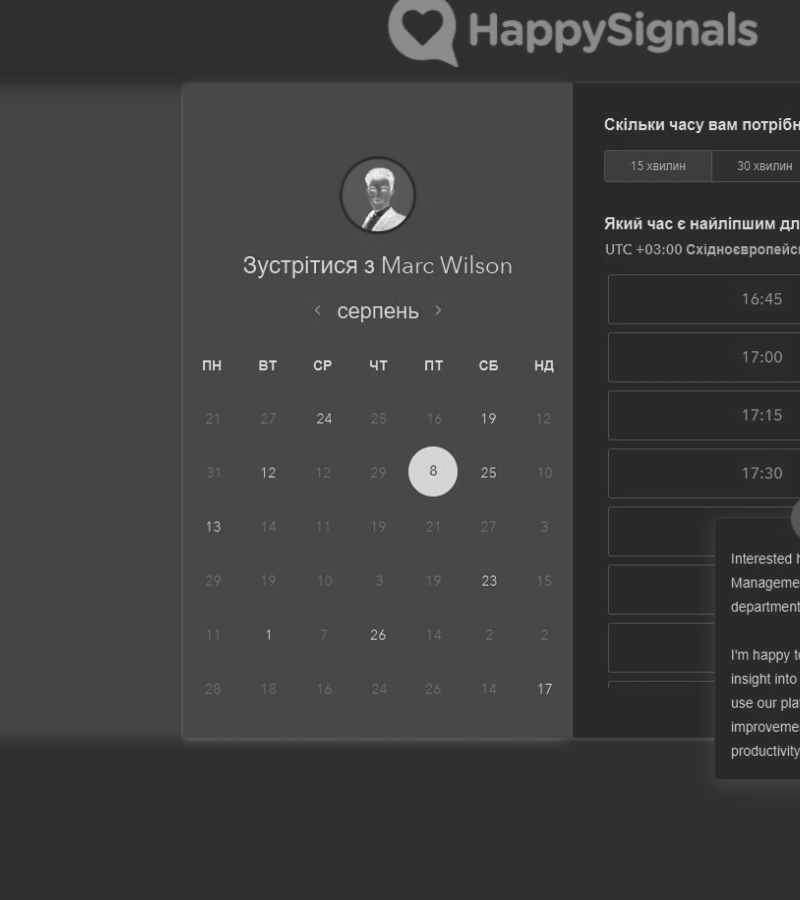 HappySignals
Зустрітися з Marc Wilson
серпень
ПН ВТ СР ЧТ ПТ СБ НД
21 27 24 25 16 19 12
31 12 12 29 8 25 10
13 14 11 19 21 27 3
29 19 10 3 19 23 15
11 1 7 26 14 2 2
28 18 16 24 26 14 17
Скільки часу вам потрібн
15 хвилин 30 хвилин
Який час є найліпшим дл
UTC +03:00 Східноєвропейс
16:45
17:00
17:15
17:30
Interested
Manageme
department
I'm happy t
insight into
use our pla
improveme
productivity